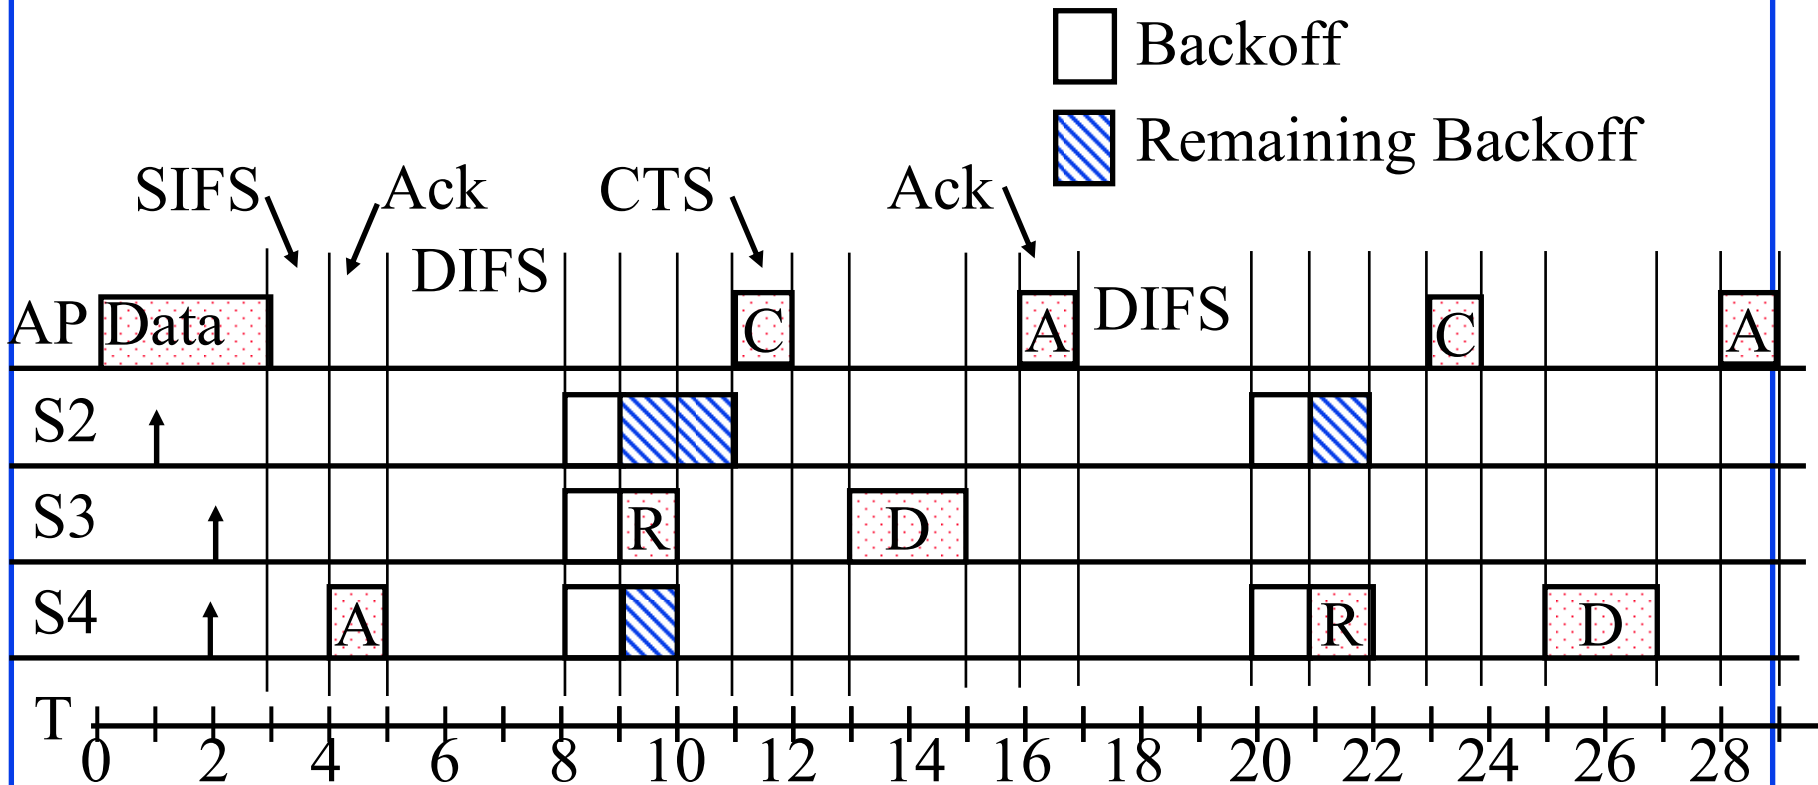 Backoff
Remaining Backoff
SIFS Ack CTS Ack
DIFS DIFS
AP Data C A C A
S2
S3 R D
S4 A R D
T
0 2 4 6 8 10 12 14 16 18 20 22 24 26 28